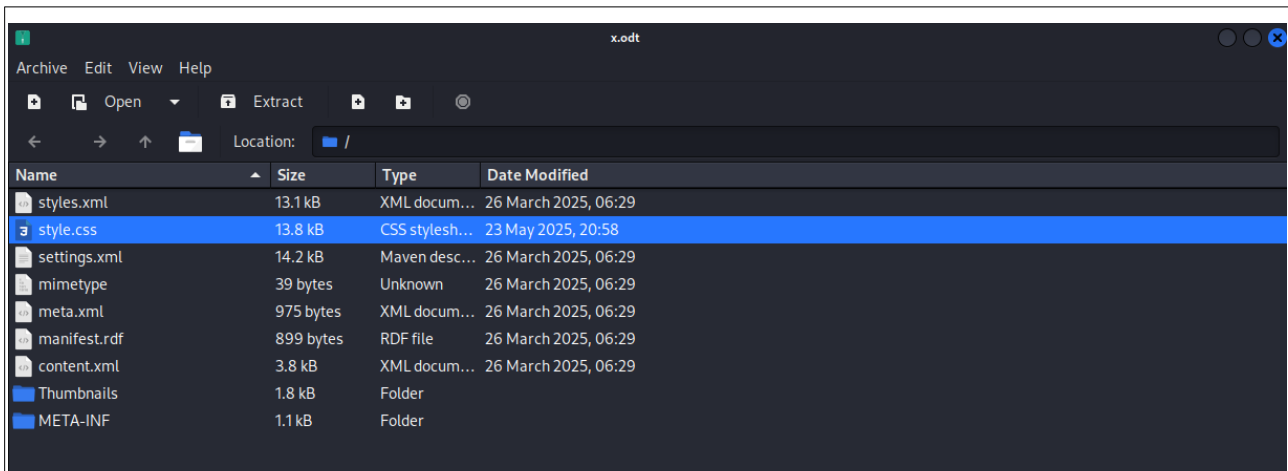 x.odt
Archive Edit View Help
Open Extract
Location: /
Name Size Type Date Modified
styles.xml 13.1 kB XML docum... 26 March 2025, 06:29
style.css 13.8 kB CSS stylesh... 23 May 2025, 20:58
settings.xml 14.2 kB Maven desc... 26 March 2025, 06:29
mimetype 39 bytes Unknown 26 March 2025, 06:29
meta.xml 975 bytes XML docum... 26 March 2025, 06:29
manifest.rdf 899 bytes RDF file 26 March 2025, 06:29
content.xml 3.8 kB XML docum... 26 March 2025, 06:29
Thumbnails 1.8 kB Folder
META-INF 1.1 kB Folder